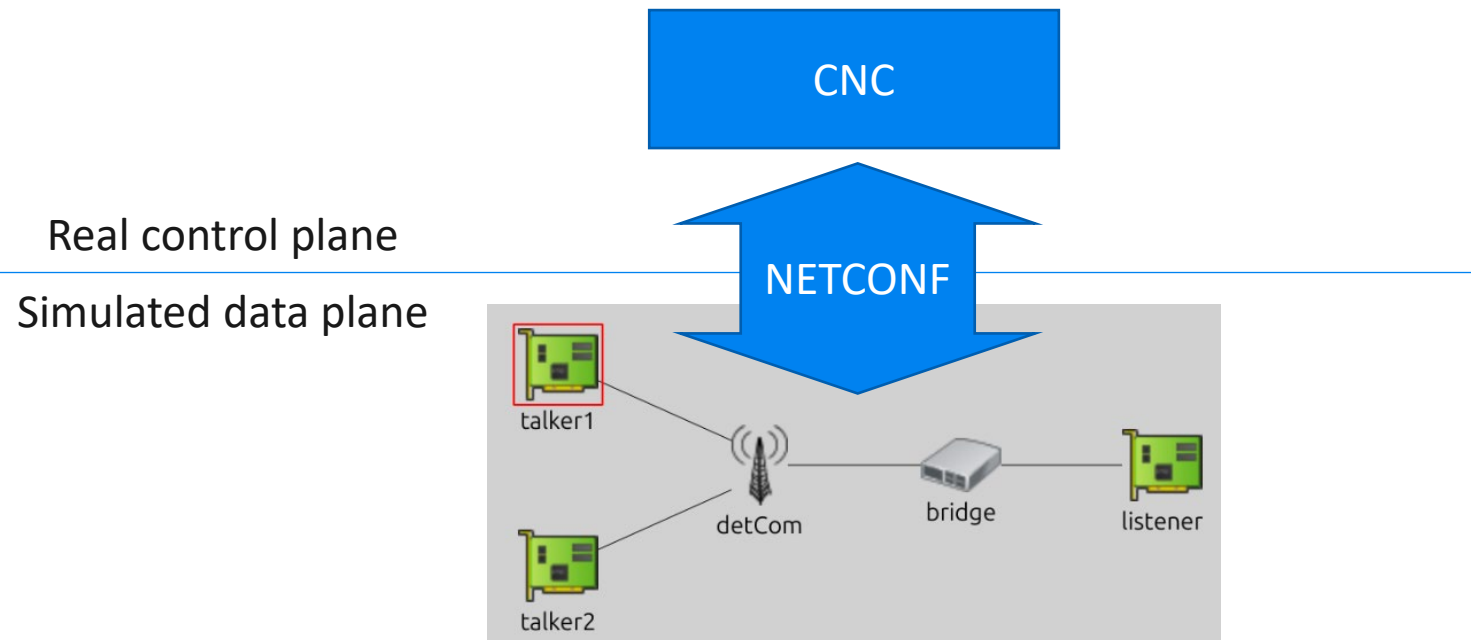 CNC
Real control plane
NETCONF
Simulated data plane
talker1
detCom
bridge
listener
talker2